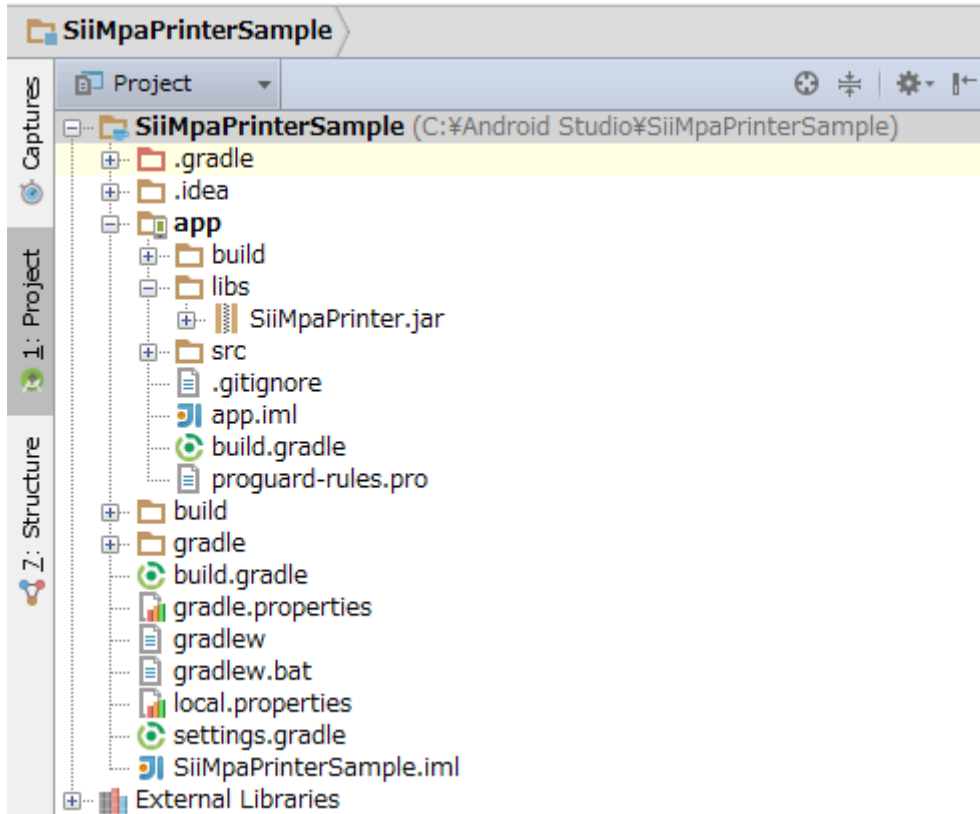 SiiMpaPrinterSample
Captures
1: Project
7: Structure
Project
SiiMpaPrinterSample (C:¥Android Studio¥SiiMpaPrinterSample)
.gradle
.idea
app
build
libs
SiiMpaPrinter.jar
src
.gitignore
app.iml
build.gradle
proguard-rules.pro
build
gradle
build.gradle
gradle.properties
gradlew
gradlew.bat
local.properties
settings.gradle
SiiMpaPrinterSample.iml
External Libraries